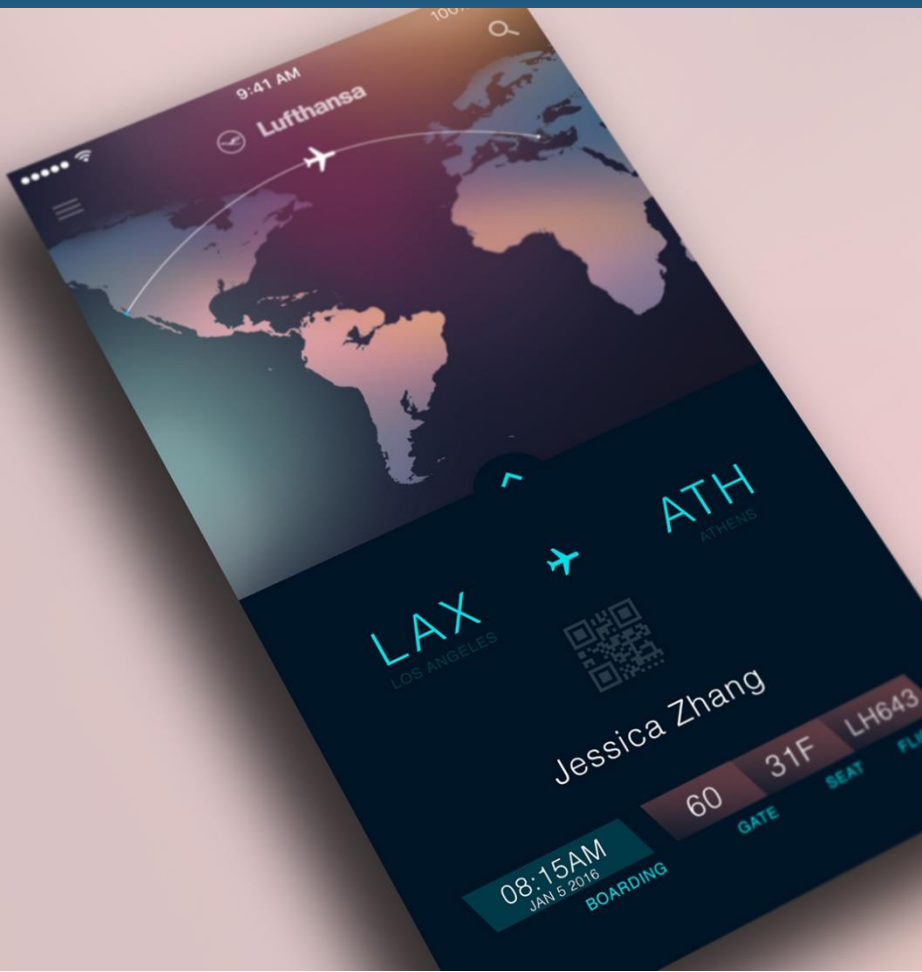 9:41 AM
Lufthansa
LAX
LOS ANGELES
ATH
ATHENS
Jessica Zhang
08:15AM
JAN 5 2016
BOARDING
60
GATE
31F
SEAT
LH643